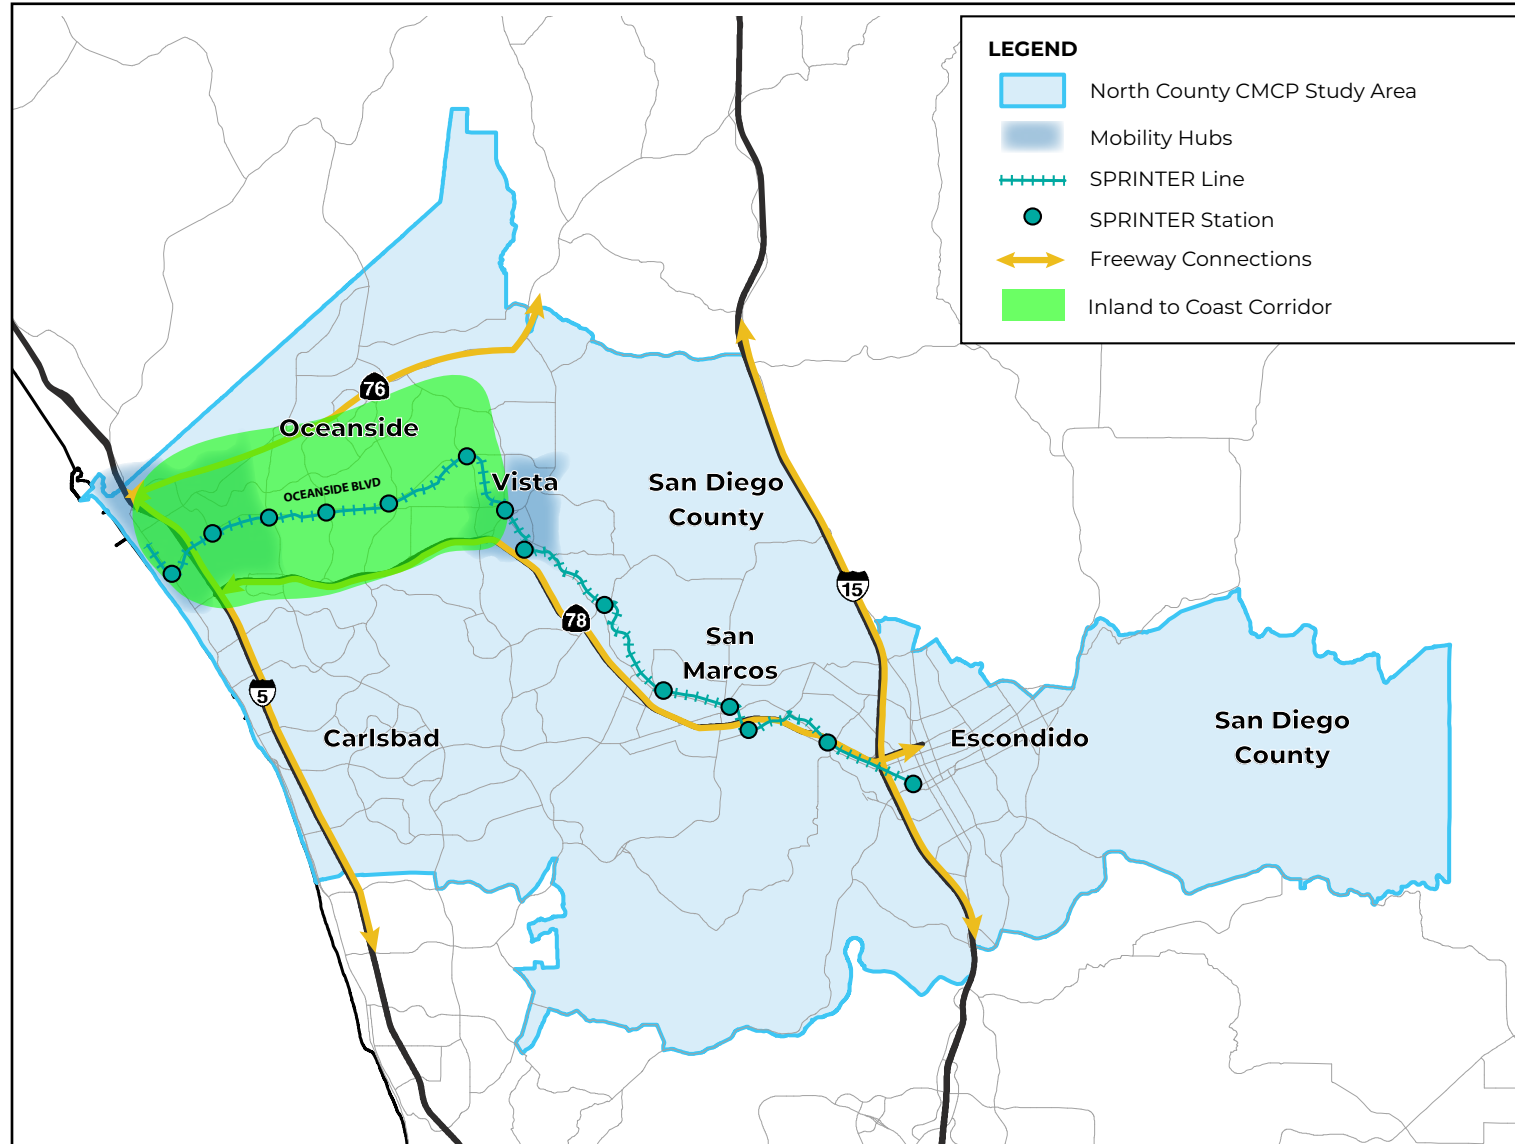 LEGEND
North County CMCP Study Area
Mobility Hubs
SPRINTER Line
SPRINTER Station
Freeway Connections
Inland to Coast Corridor
76
Oceanside
OCEANSIDE BLVD
Vista
San Diego
County
15
78
San
Marcos
5
Carlsbad
Escondido
San Diego
County